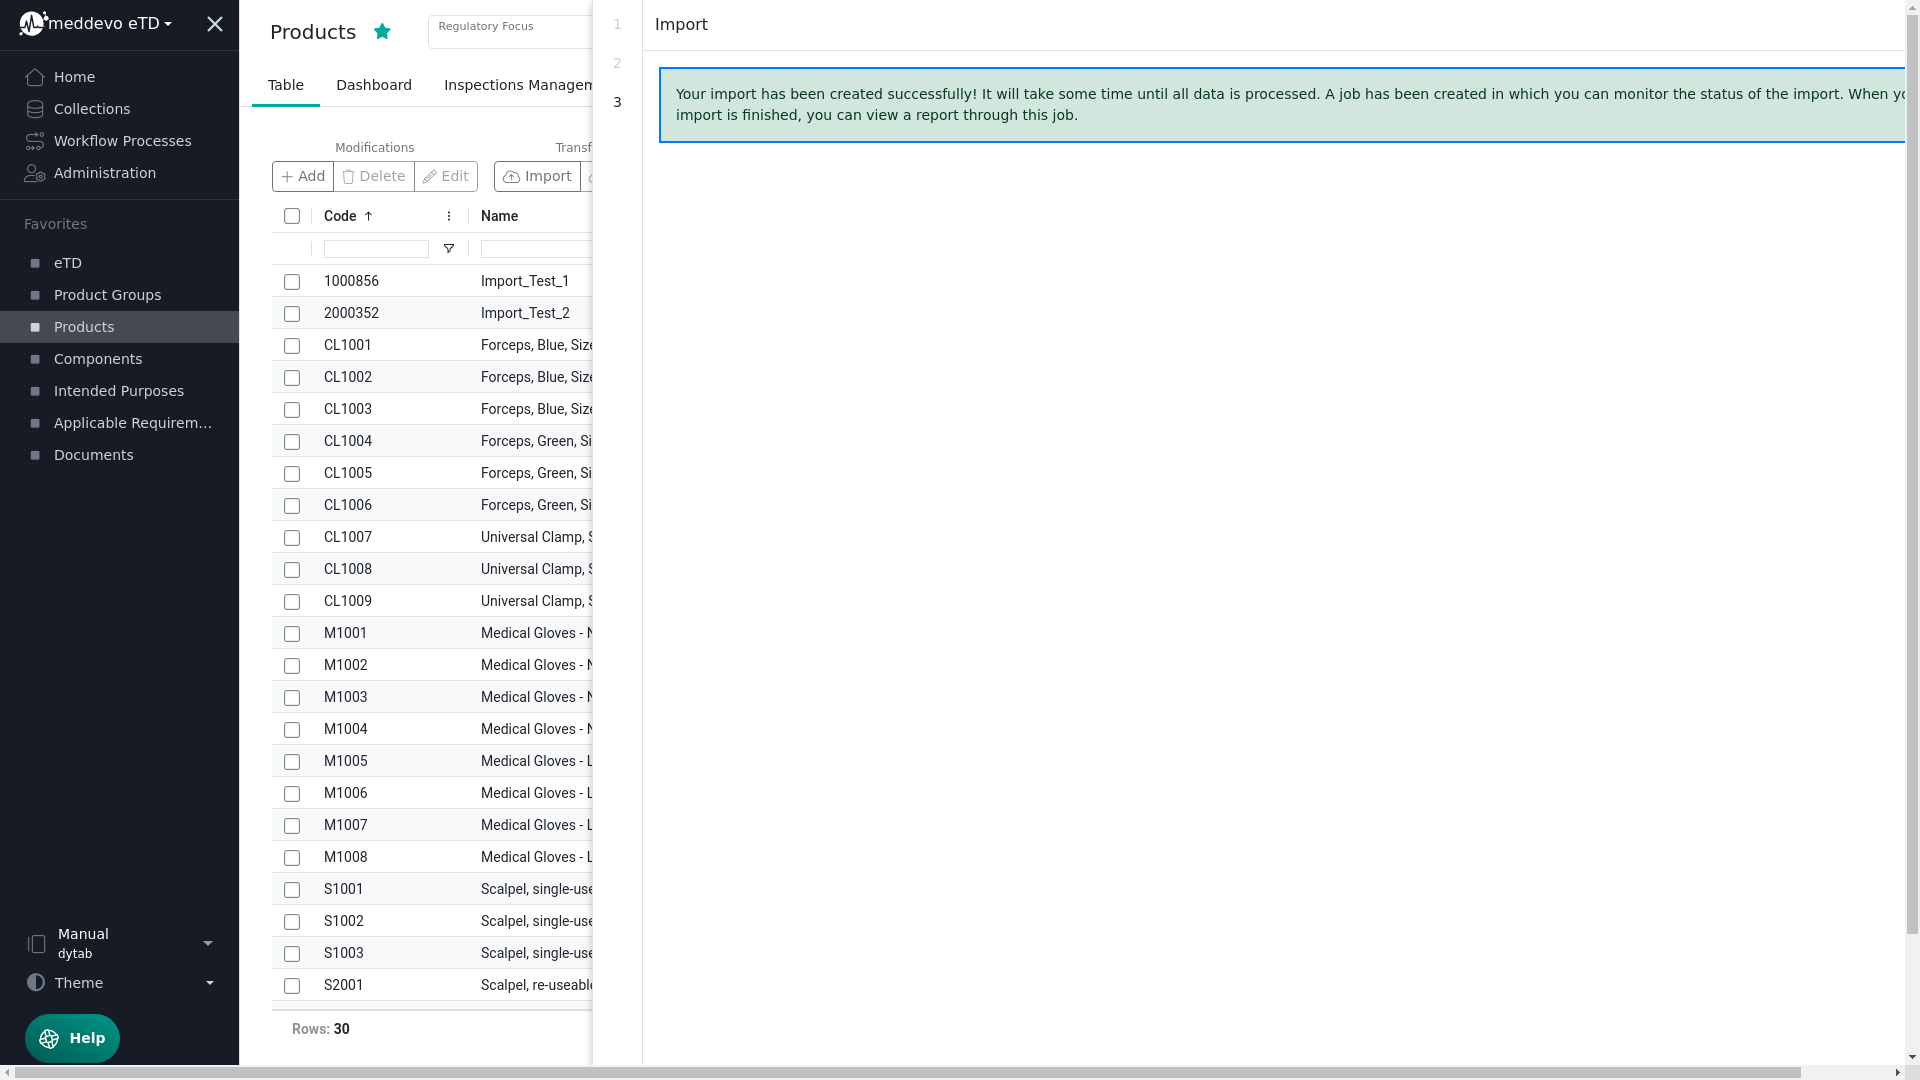 meddevo eTD
Home
Collections
Workflow Processes
Administration
Favorites
eTD
Product Groups
Products
Components
Intended Purposes
Applicable Requirem...
Documents
Manual
dytab
Theme
Help
Products
Regulatory Focus
Table
Dashboard
Inspections Managem
Modifications
Transf
Add
Delete
Edit
Import
Code
Name
1000856 Import_Test_1
2000352 Import_Test_2
CL1001 Forceps, Blue, Size
CL1002 Forceps, Blue, Size
CL1003 Forceps, Blue, Size
CL1004 Forceps, Green, Si
CL1005 Forceps, Green, Si
CL1006 Forceps, Green, Si
CL1007 Universal Clamp, S
CL1008 Universal Clamp, S
CL1009 Universal Clamp, S
M1001 Medical Gloves - N
M1002 Medical Gloves - N
M1003 Medical Gloves - N
M1004 Medical Gloves - N
M1005 Medical Gloves - L
M1006 Medical Gloves - L
M1007 Medical Gloves - L
M1008 Medical Gloves - L
S1001 Scalpel, single-use
S1002 Scalpel, single-use
S1003 Scalpel, single-use
S2001 Scalpel, re-useable
Rows: 30
1
2
3
Import
Your import has been created successfully! It will take some time until all data is processed. A job has been created in which you can monitor the status of the import. When yo
import is finished, you can view a report through this job.